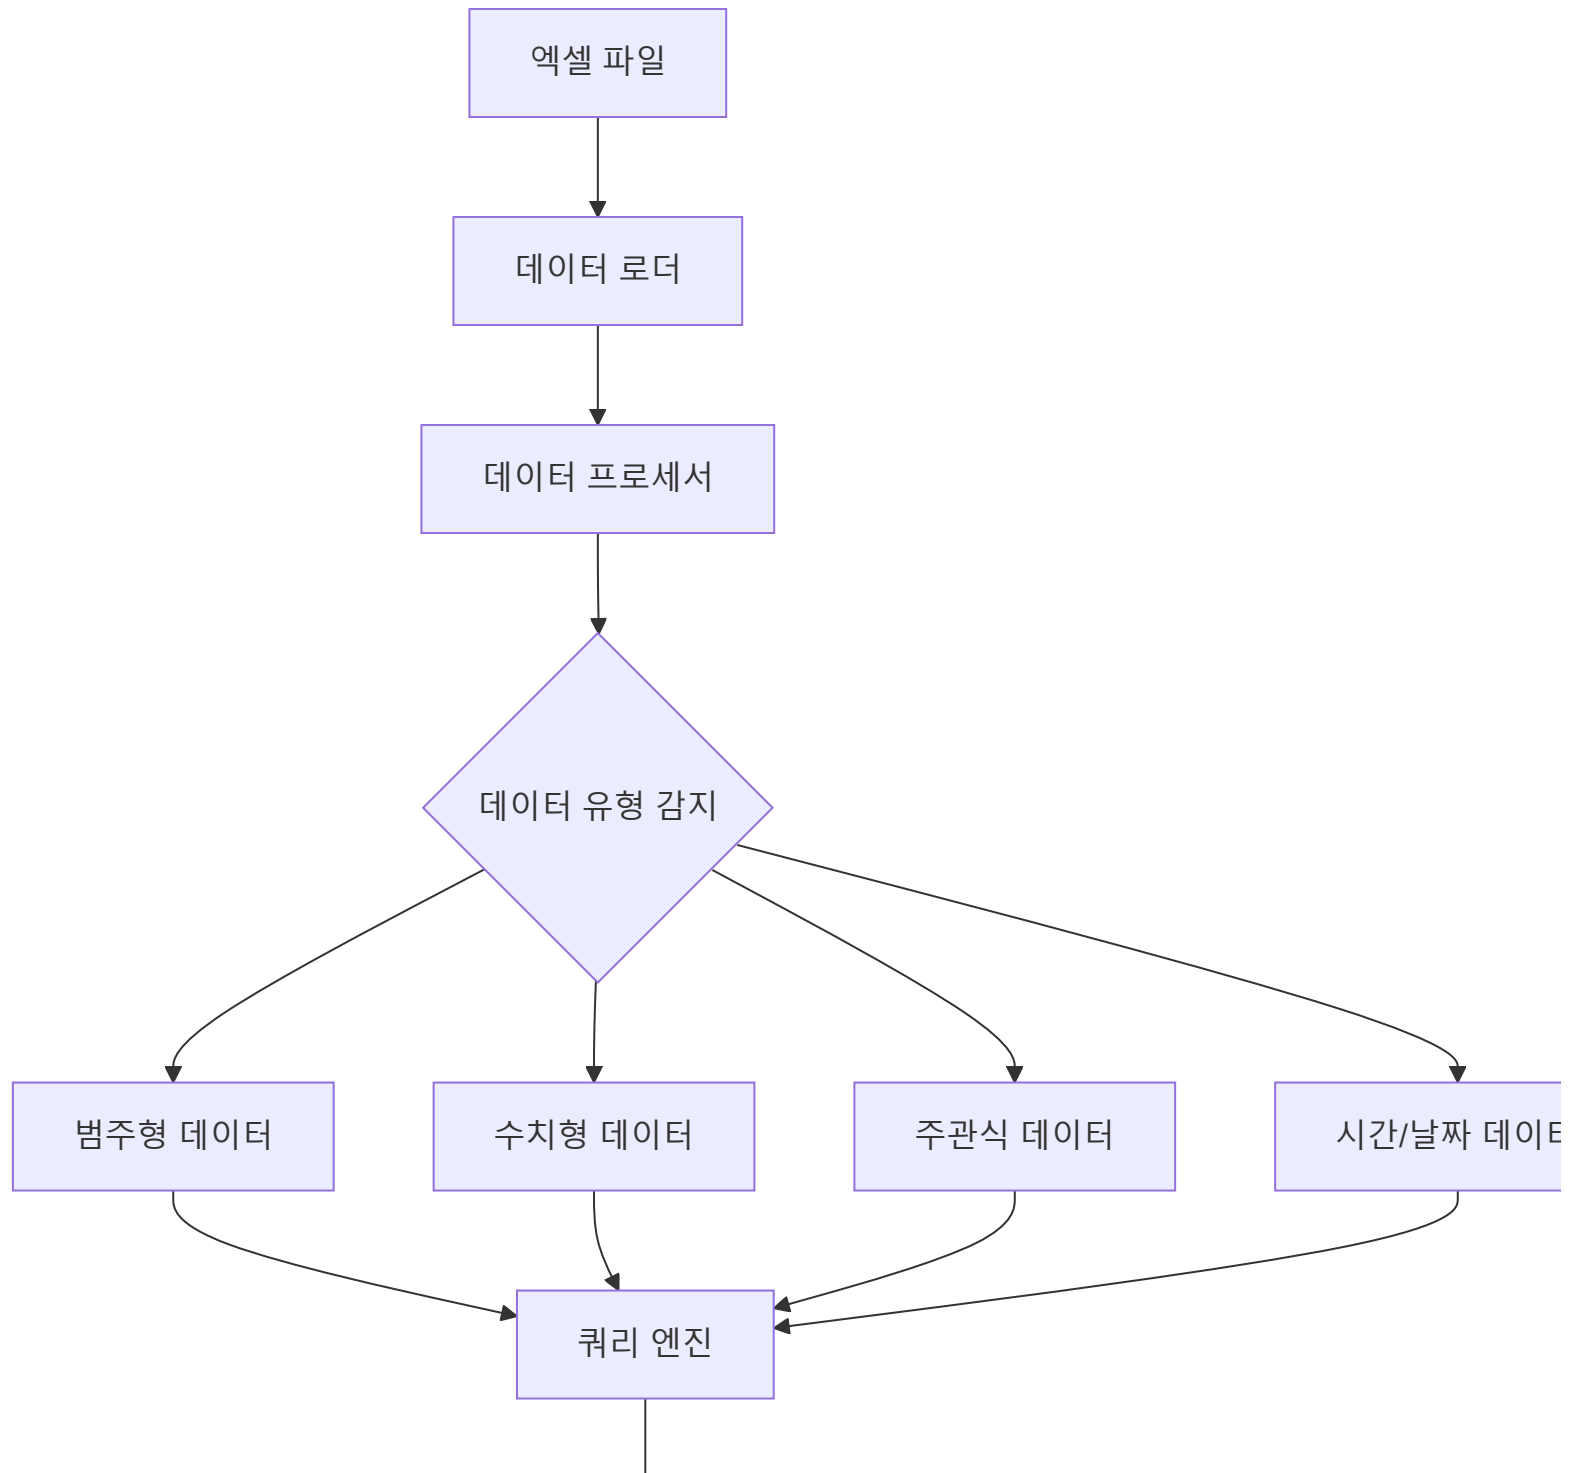 엑셀 파일
데이터 로더
데이터 프로세서
데이터 유형 감지
범주형 데이터
수치형 데이터
주관식 데이터
시간/날짜 데이터
쿼리 엔진